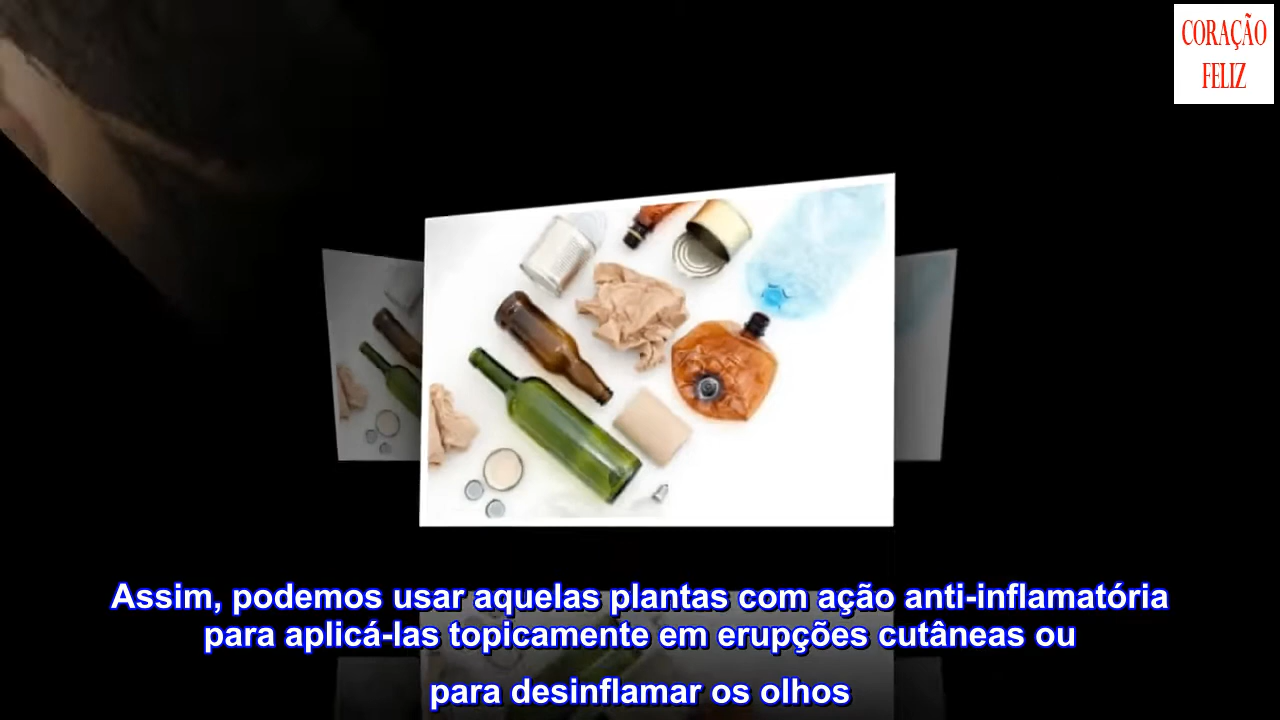 CORAÇÃO
FELIZ
Assim, podemos usar aquelas plantas com ação anti-inflamatória
para aplicá-las topicamente em erupções cutâneas ou
para desinflamar os olhos